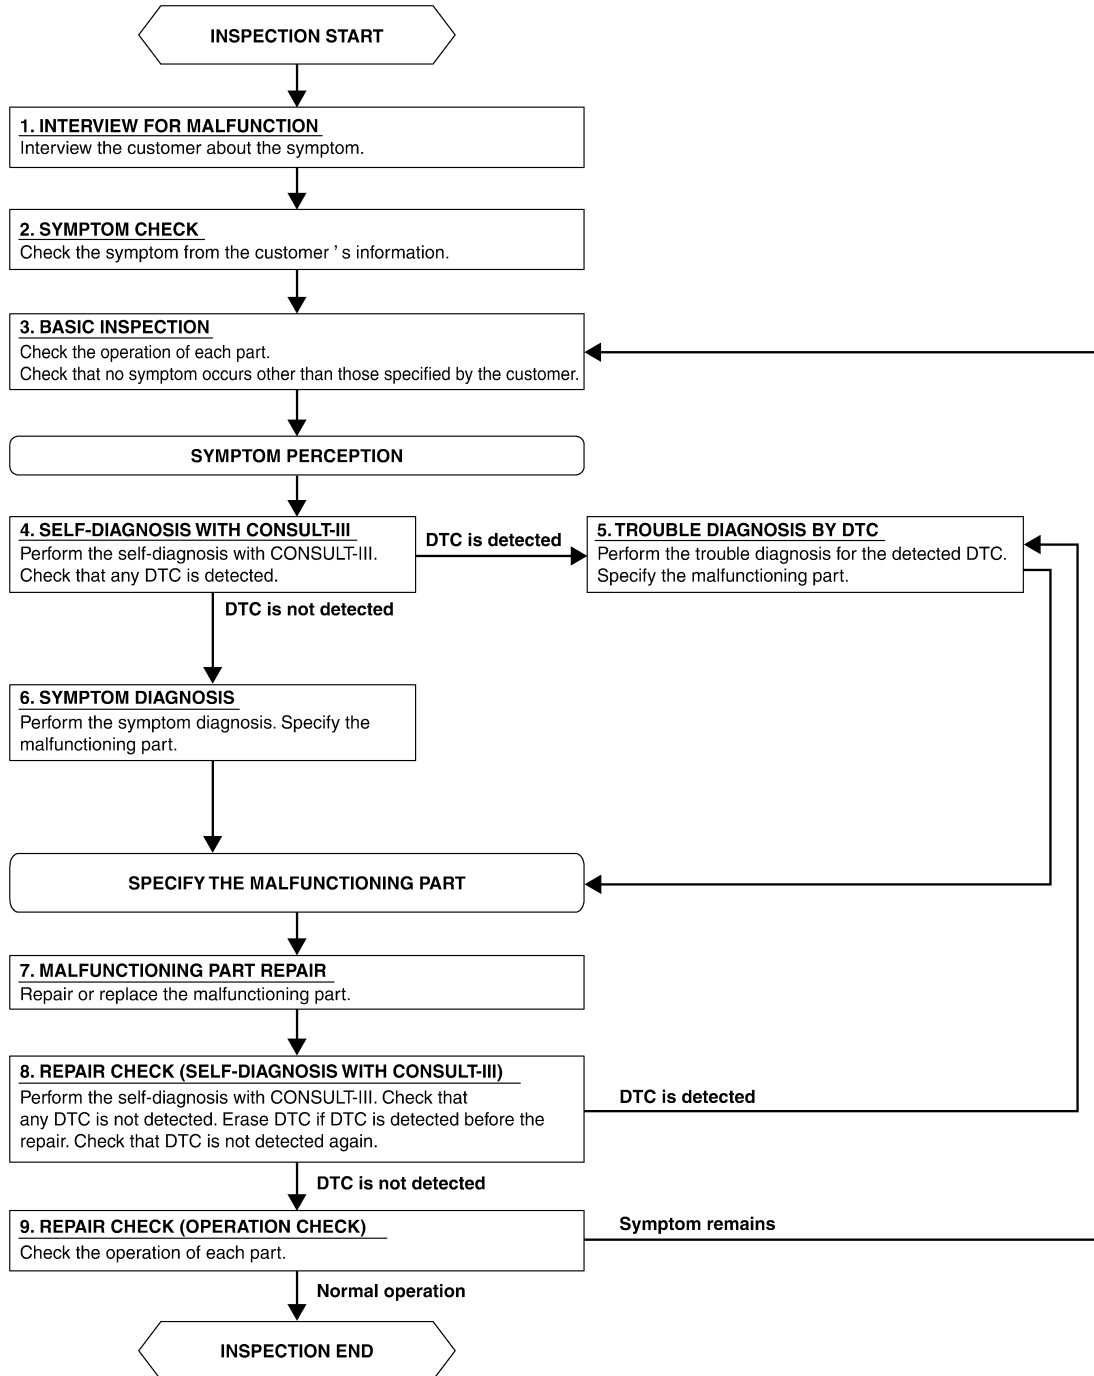 INSPECTION START
1. INTERVIEW FOR MALFUNCTION
Interview the customer about the symptom.
2. SYMPTOM CHECK
Check the symptom from the customer ’ s information.
3. BASIC INSPECTION
Check the operation of each part.
Check that no symptom occurs other than those specified by the customer.
SYMPTOM PERCEPTION
4. SELF-DIAGNOSIS WITH CONSULT-III
Perform the self-diagnosis with CONSULT-III.
Check that any DTC is detected.
DTC is detected
5. TROUBLE DIAGNOSIS BY DTC
Perform the trouble diagnosis for the detected DTC.
Specify the malfunctioning part.
DTC is not detected
6. SYMPTOM DIAGNOSIS
Perform the symptom diagnosis. Specify the
malfunctioning part.
SPECIFY THE MALFUNCTIONING PART
7. MALFUNCTIONING PART REPAIR
Repair or replace the malfunctioning part.
8. REPAIR CHECK (SELF-DIAGNOSIS WITH CONSULT-III)
Perform the self-diagnosis with CONSULT-III. Check that
any DTC is not detected. Erase DTC if DTC is detected before the
repair. Check that DTC is not detected again.
DTC is detected
DTC is not detected
9. REPAIR CHECK (OPERATION CHECK)
Check the operation of each part.
Symptom remains
Normal operation
INSPECTION END